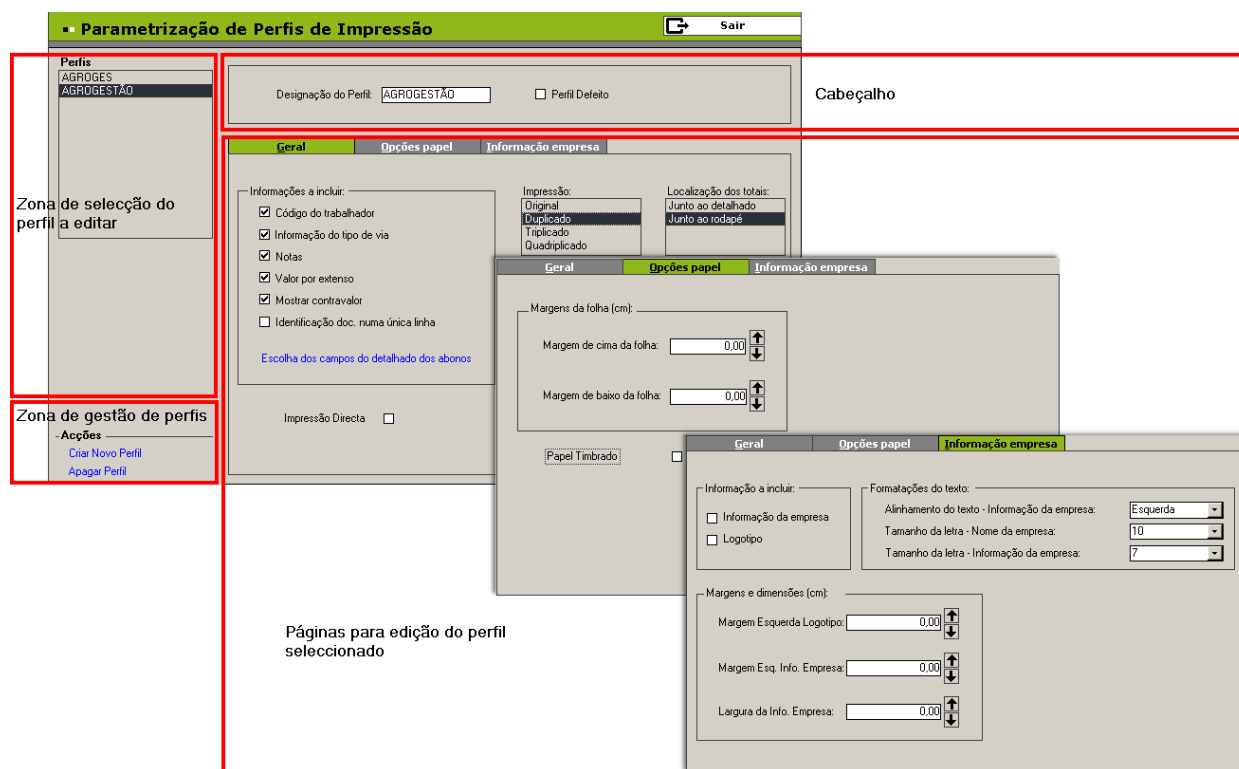 Parametrização de Perfis de Impressão
Sair
Perfis
AGROGES
AGROGESTÃO
Designação do Perfil: AGROGESTÃO
Perfil Defeito
Cabeçalho
Zona de selecção do
perfil a editar
Geral Opções papel Informação empresa
Informações a incluir:
Código do trabalhador
Informação do tipo de via
Notas
Valor por extenso
Mostrar contravalor
Identificação doc. numa única linha
Escolha dos campos do detalhado dos abonos
Impressão:
Original
Duplicado
Triplicado
Quadriplicado
Localização dos totais:
Junto ao detalhado
Junto ao rodapé
Impressão Directa
Zona de gestão de perfis
Acções
Criar Novo Perfil
Apagar Perfil
Geral Opções papel Informação empresa
Margens da folha (cm):
Margem de cima da folha: 0,00
Margem de baixo da folha: 0,00
Papel Timbrado
Geral Opções papel Informação empresa
Informação a incluir:
Informação da empresa
Logotipo
Formatações do texto:
Alinhamento do texto - Informação da empresa: Esquerda
Tamanho da letra - Nome da empresa: 10
Tamanho da letra - Informação da empresa: 7
Margens e dimensões (cm):
Margem Esquerda Logotipo: 0,00
Margem Esq. Info. Empresa: 0,00
Largura da Info. Empresa: 0,00
Páginas para edição do perfil
seleccionado